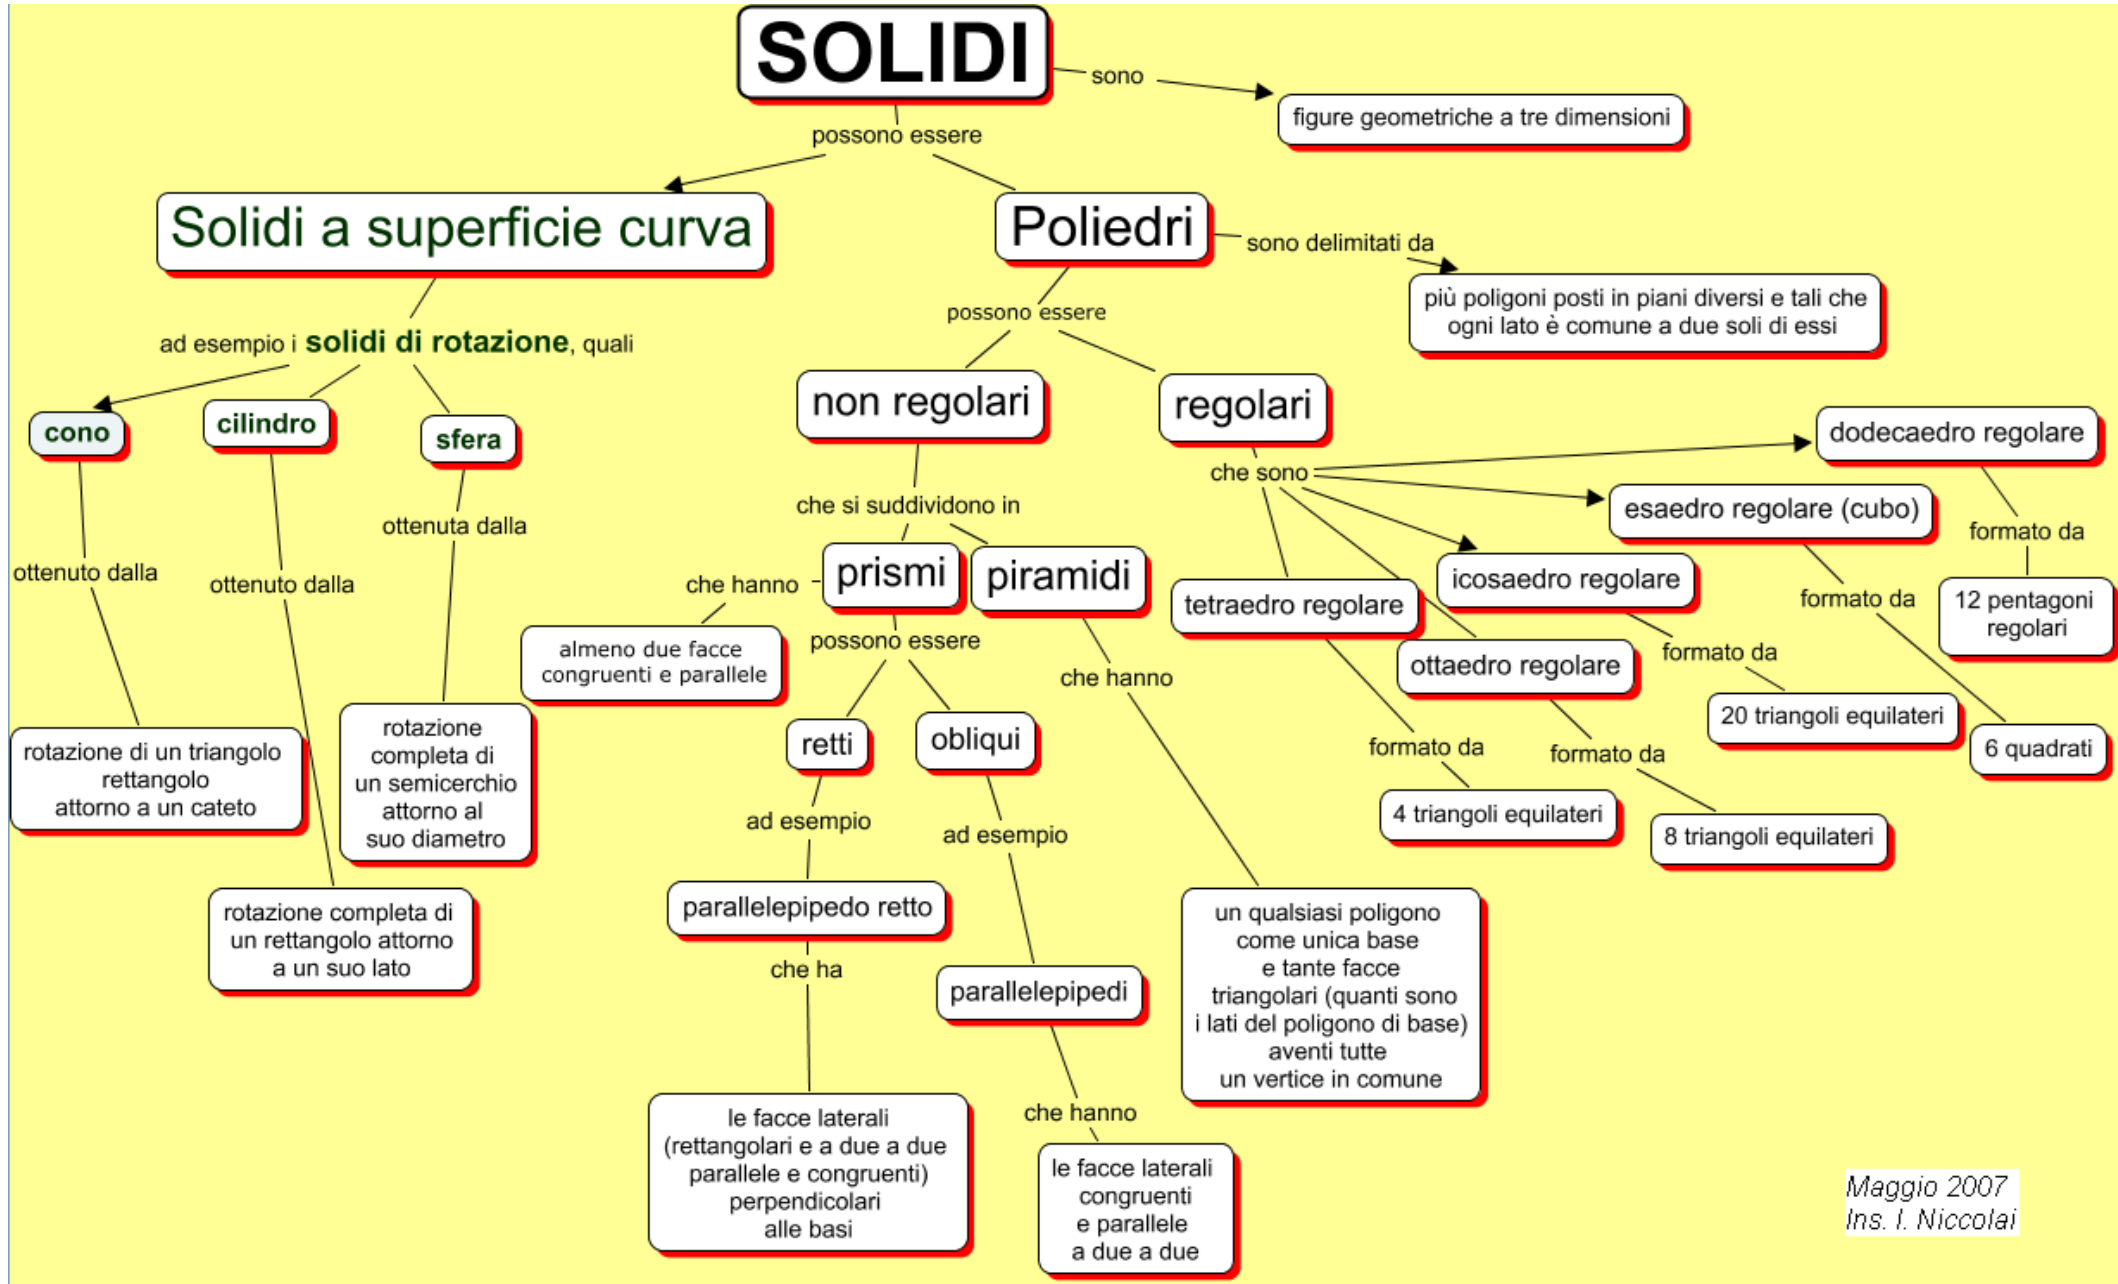 SOLIDI
sono
figure geometriche a tre dimensioni
possono essere
Solidi a superficie curva
Poliedri
sono delimitati da
più poligoni posti in piani diversi e tali che
ogni lato è comune a due soli di essi
ad esempio i solidi di rotazione, quali
cono
cilindro
sfera
ottenuto dalla
ottenuto dalla
ottenuta dalla
rotazione di un triangolo
rettangolo
attorno a un cateto
rotazione completa di
un rettangolo attorno
a un suo lato
rotazione
completa di
un semicerchio
attorno al
suo diametro
possono essere
non regolari
regolari
che si suddividono in
prismi
piramidi
che hanno
almeno due facce
congruenti e parallele
possono essere
retti
obliqui
ad esempio
parallelepipedo retto
che ha
le facce laterali
(rettangolari e a due a due
parallele e congruenti)
perpendicolari
alle basi
ad esempio
parallelepipedi
che hanno
le facce laterali
congruenti
e parallele
a due a due
che hanno
un qualsiasi poligono
come unica base
e tante facce
triangolari (quanti sono
i lati del poligono di base)
aventi tutte
un vertice in comune
che sono
tetraedro regolare
formato da
4 triangoli equilateri
ottaedro regolare
formato da
8 triangoli equilateri
icosaedro regolare
formato da
20 triangoli equilateri
esaedro regolare (cubo)
formato da
6 quadrati
dodecaedro regolare
formato da
12 pentagoni
regolari
Maggio 2007
Ins. I. Niccolai